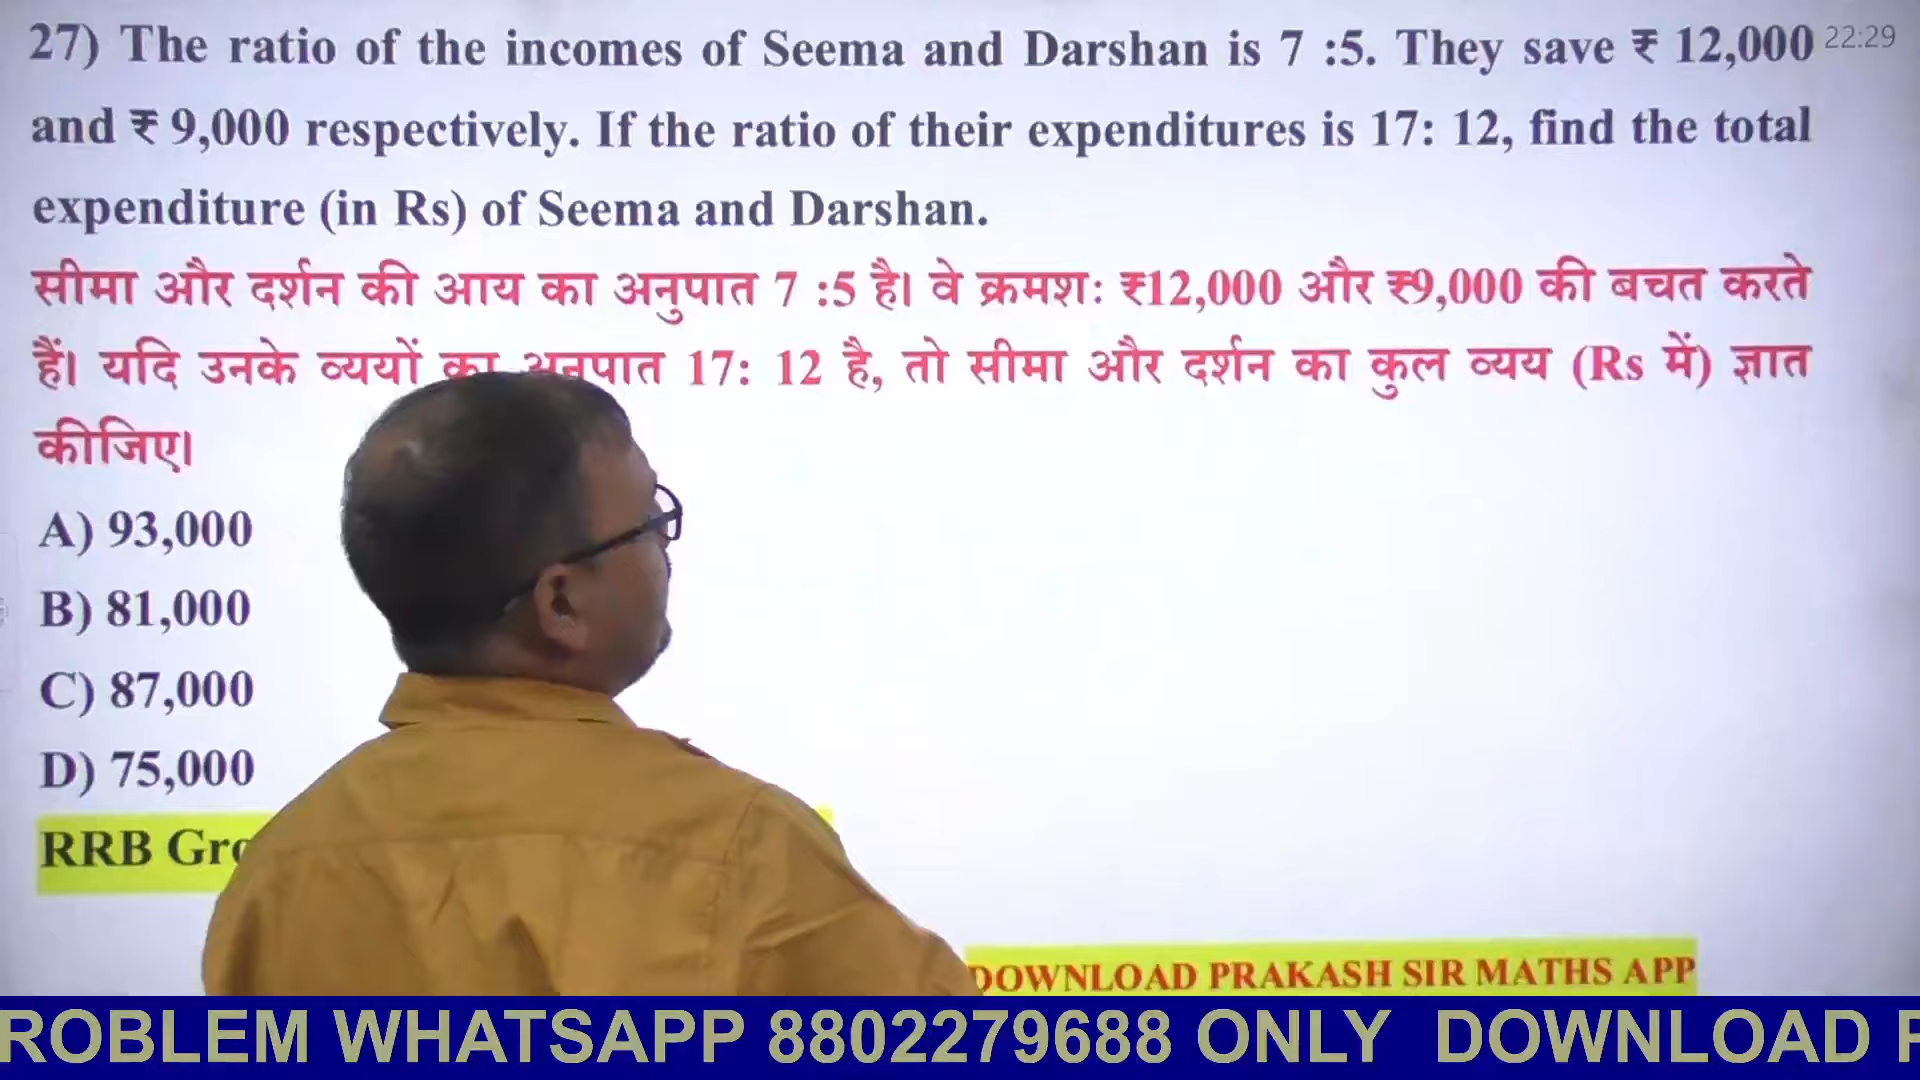 27) The ratio of the incomes of Seema and Darshan is 7 :5. They save ₹ 12,000 22:29
and ₹ 9,000 respectively. If the ratio of their expenditures is 17: 12, find the total
expenditure (in Rs) of Seema and Darshan.
सीमा और दर्शन की आय का अनुपात 7 :5 है। वे क्रमश: ₹12,000 और ₹9,000 की बचत करते
हैं। यदि उनके व्ययों का अनुपात 17: 12 है, तो सीमा और दर्शन का कुल व्यय (Rs में) ज्ञात
कीजिए।
A) 93,000
B) 81,000
C) 87,000
D) 75,000
RRB
DOWNLOAD PRAKASH SIR MATHS APP
ROBLEM WHATSAPP 8802279688 ONLY DOWNLOAD